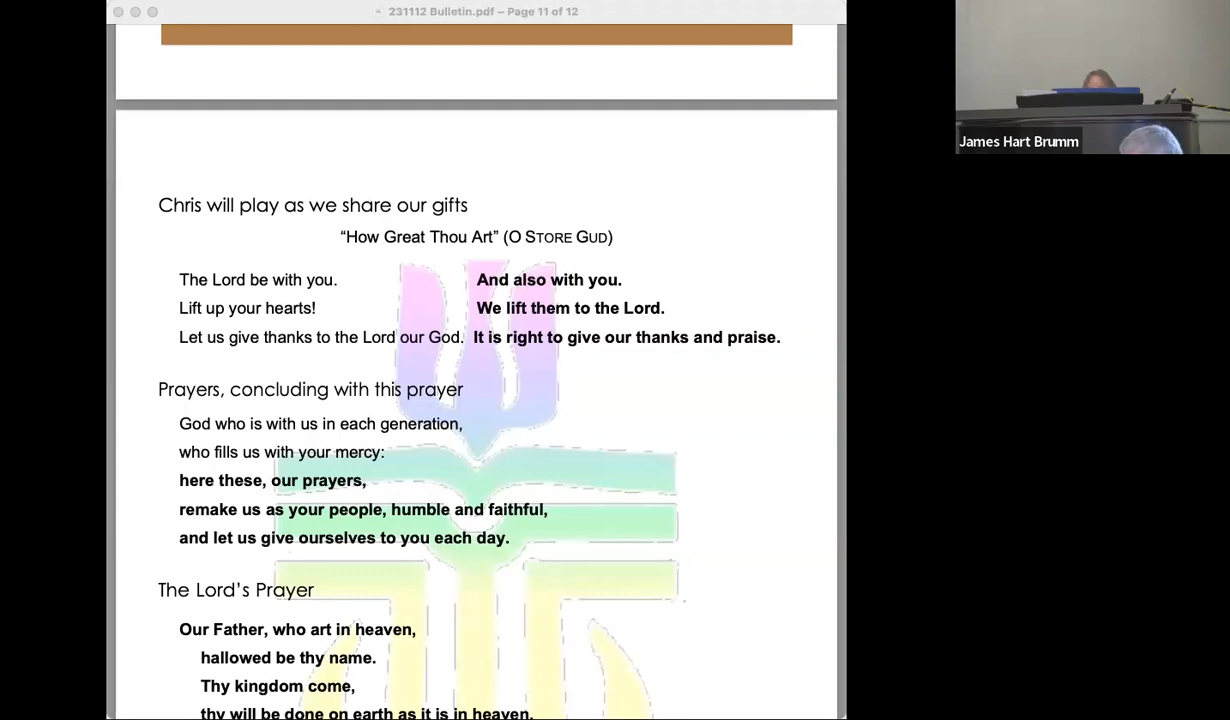 231112 Bulletin.pdf – Page 11 of 12
James Hart Brumm
Chris will play as we share our gifts
“How Great Thou Art” (O STORE GUD)
The Lord be with you. And also with you.
Lift up your hearts! We lift them to the Lord.
Let us give thanks to the Lord our God. It is right to give our thanks and praise.
Prayers, concluding with this prayer
God who is with us in each generation,
who fills us with your mercy:
here these, our prayers,
remake us as your people, humble and faithful,
and let us give ourselves to you each day.
The Lord’s Prayer
Our Father, who art in heaven,
hallowed be thy name.
Thy kingdom come,
thy will be done on earth as it is in heaven.